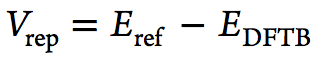 V_rep = E_ref − E_DFTB